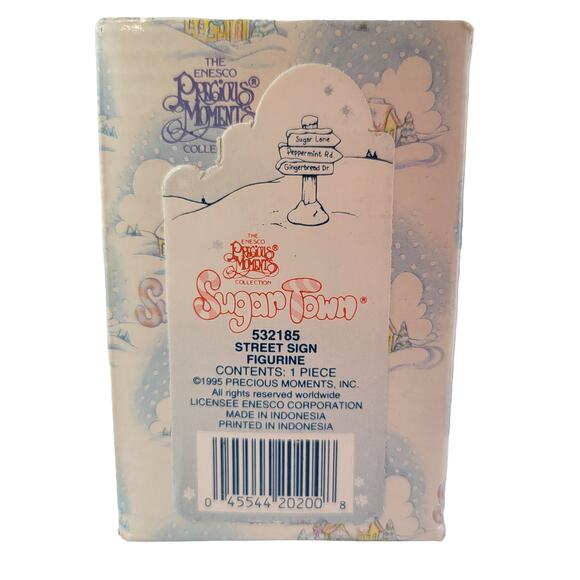 THE
ENESCO
PRECIOUS®
MOMENTS
COLLE
Sugar Lane
Peppermint Rd
Gingerbread Dr.
THE
ENESCO
PRECIOUS®
MOMENTS
COLLECTION
Sugar Town®
532185
STREET SIGN
FIGURINE
CONTENTS: 1 PIECE
©1995 PRECIOUS MOMENTS, INC.
All rights reserved worldwide
LICENSEE ENESCO CORPORATION
MADE IN INDONESIA
PRINTED IN INDONESIA
0 45544 20200 8